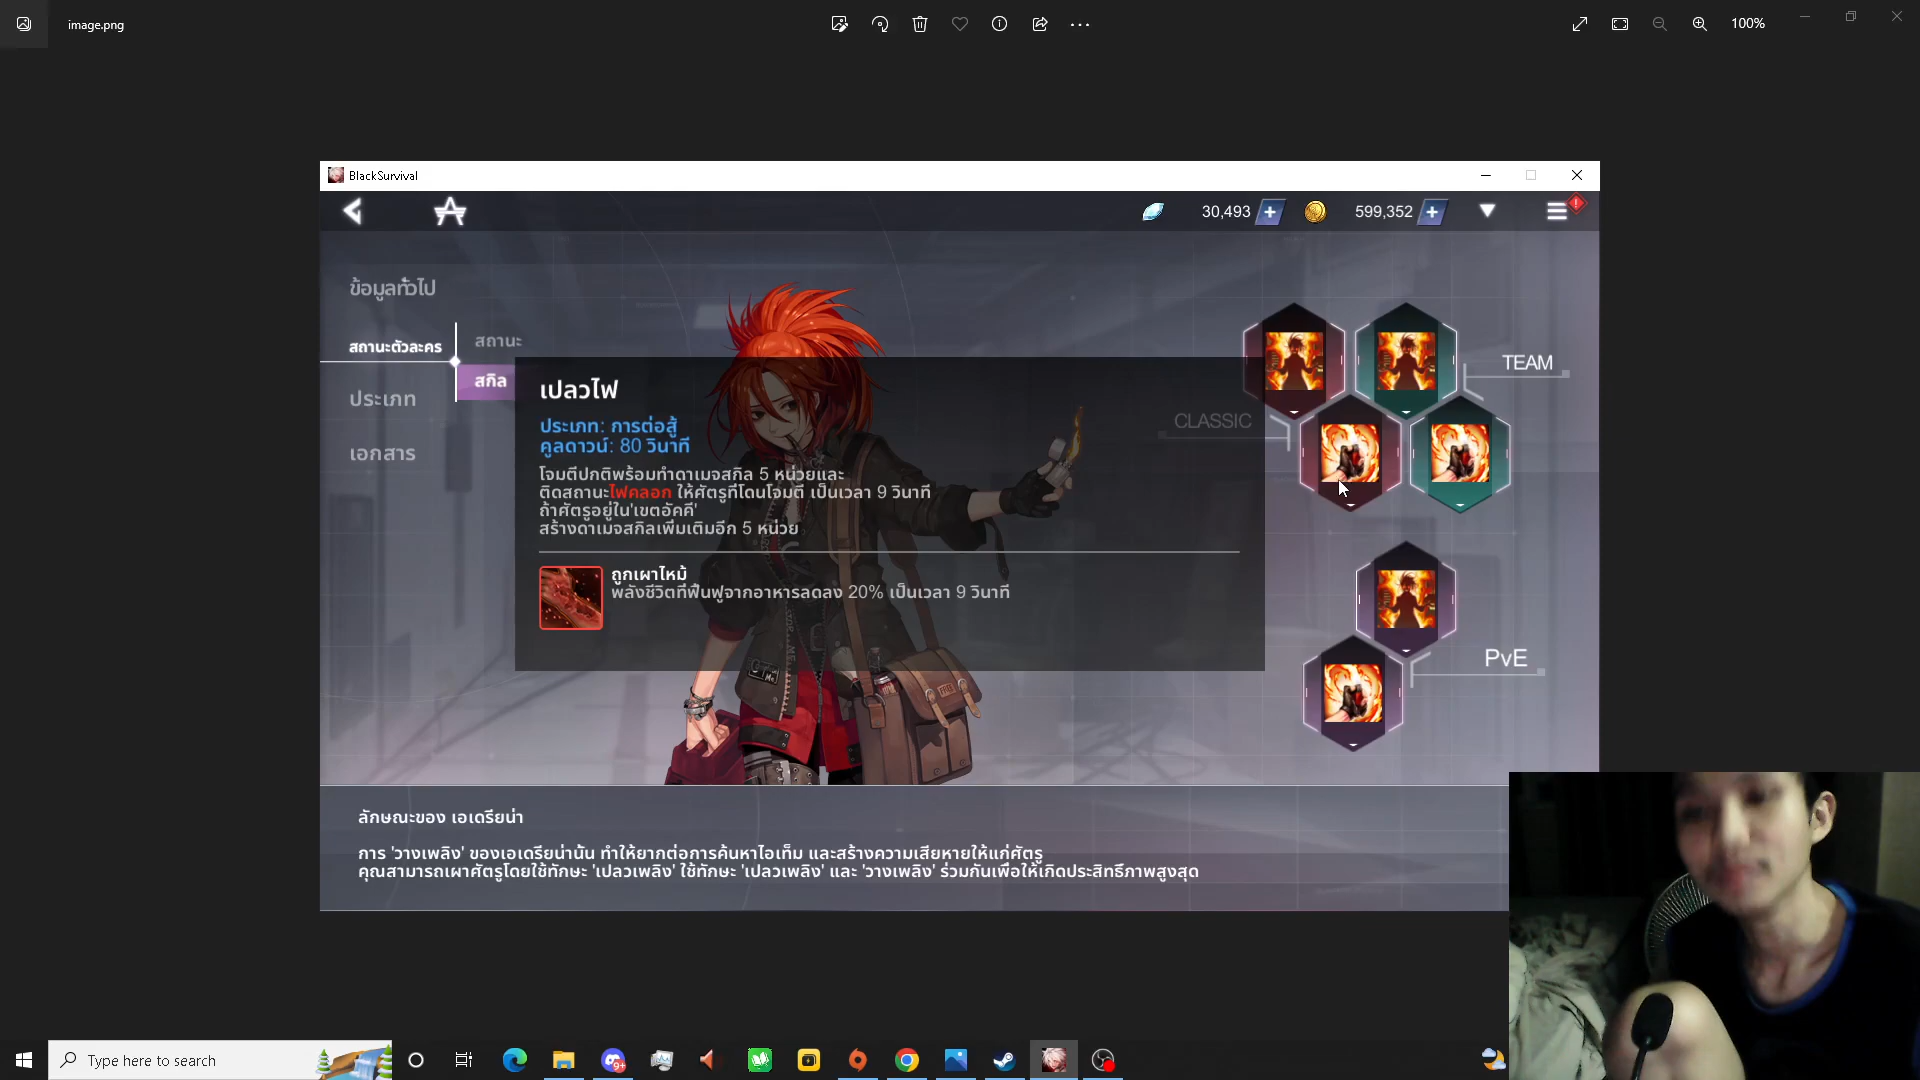 image.png
100%
BlackSurvival
30,493
599,352
ข้อมูลทั่วไป
สถานะตัวละคร
สถานะ
สกิล
ประเภท
เอกสาร
เปลวไฟ
ประเภท: การต่อสู้
คูลดาวน์: 80 วินาที
โจมตีปกติพร้อมทำดาเมจสกิล 5 หน่วยและ
ติดสถานะไฟคลอก ให้ศัตรูที่โดนโจมตี เป็นเวลา 9 วินาที
ถ้าศัตรูอยู่ใน'เขตอัคคี'
สร้างดาเมจสกิลเพิ่มเติมอีก 5 หน่วย
ถูกเผาไหม้
พลังชีวิตที่ฟื้นฟูจากอาหารลดลง 20% เป็นเวลา 9 วินาที
CLASSIC
TEAM
PvE
ลักษณะของ เอเดรียน่า
การ 'วางเพลิง' ของเอเดรียน่านั้น ทำให้ยากต่อการค้นหาไอเท็ม และสร้างความเสียหายให้แก่ศัตรู
คุณสามารถเผาศัตรูโดยใช้ทักษะ 'เปลวเพลิง' ใช้ทักษะ 'เปลวเพลิง' และ 'วางเพลิง' ร่วมกันเพื่อให้เกิดประสิทธิภาพสูงสุด
Type here to search
9+